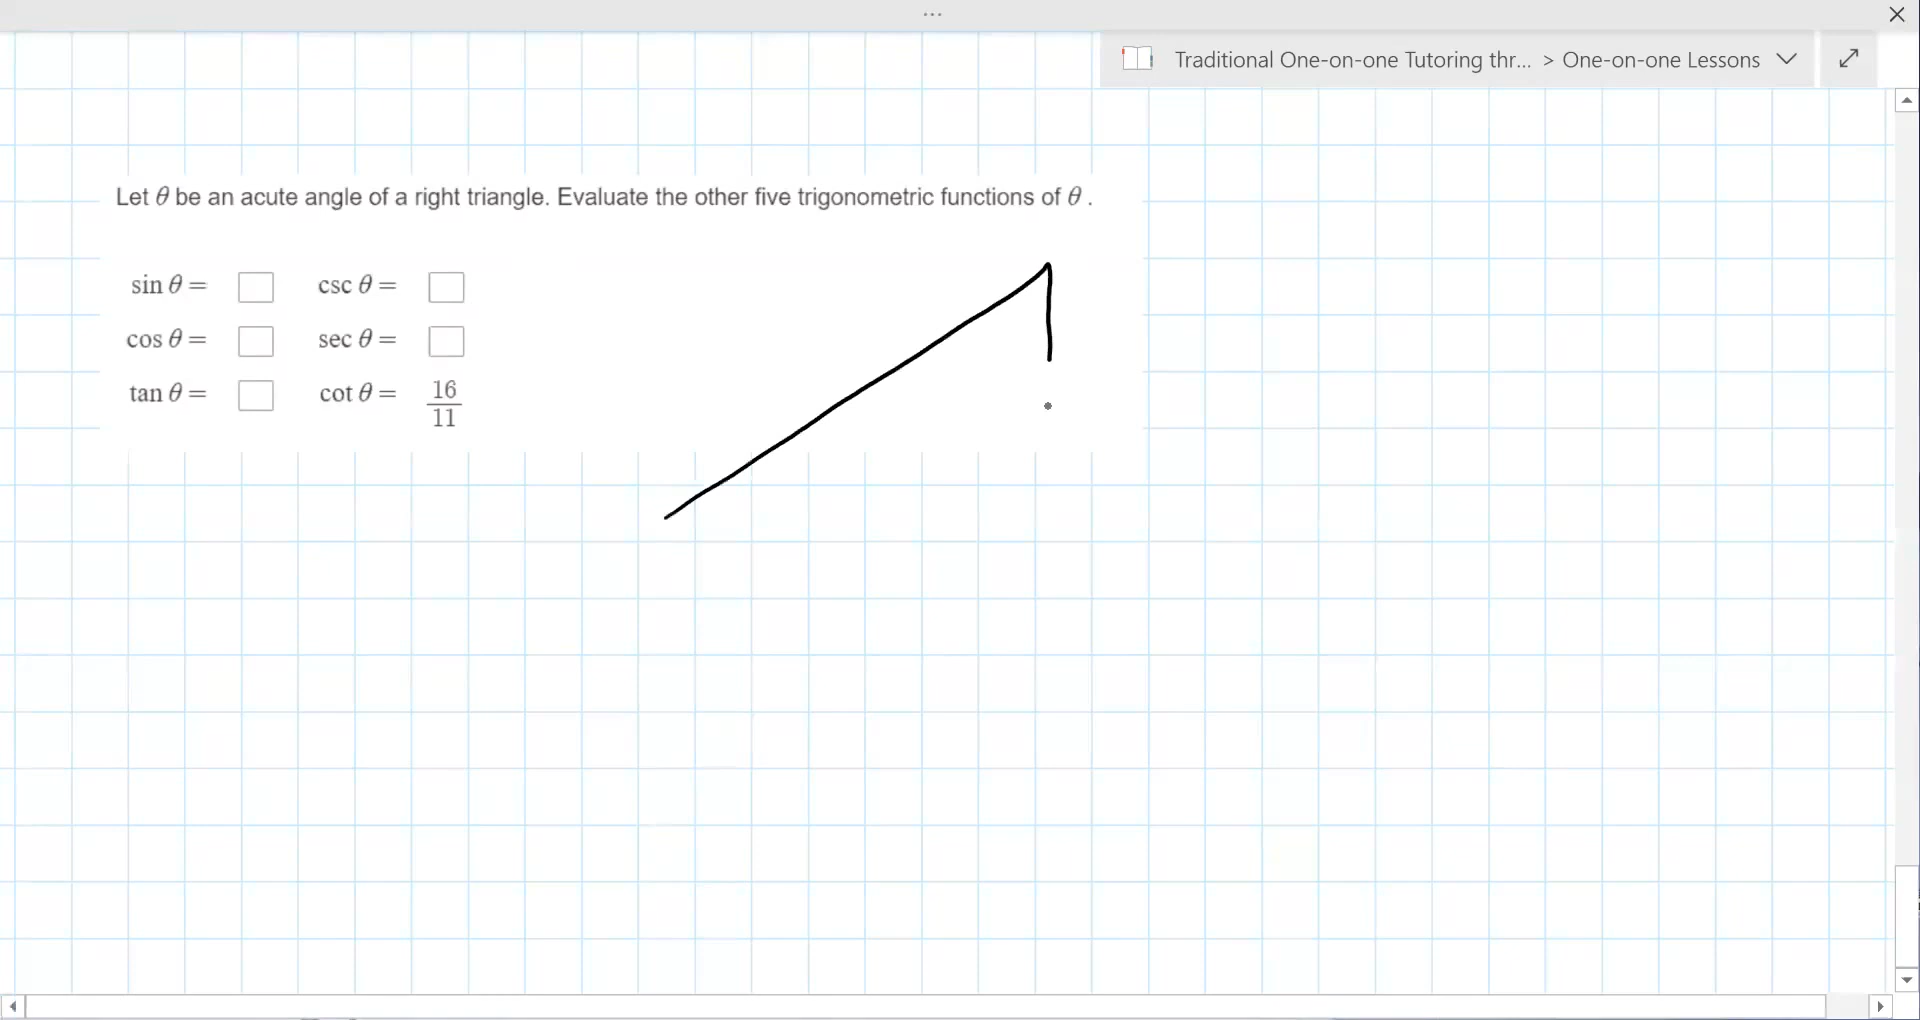 ...
Traditional One-on-one Tutoring thr... > One-on-one Lessons
Let θ be an acute angle of a right triangle. Evaluate the other five trigonometric functions of θ .
sin θ = csc θ =
cos θ = sec θ =
tan θ = cot θ = 16/11